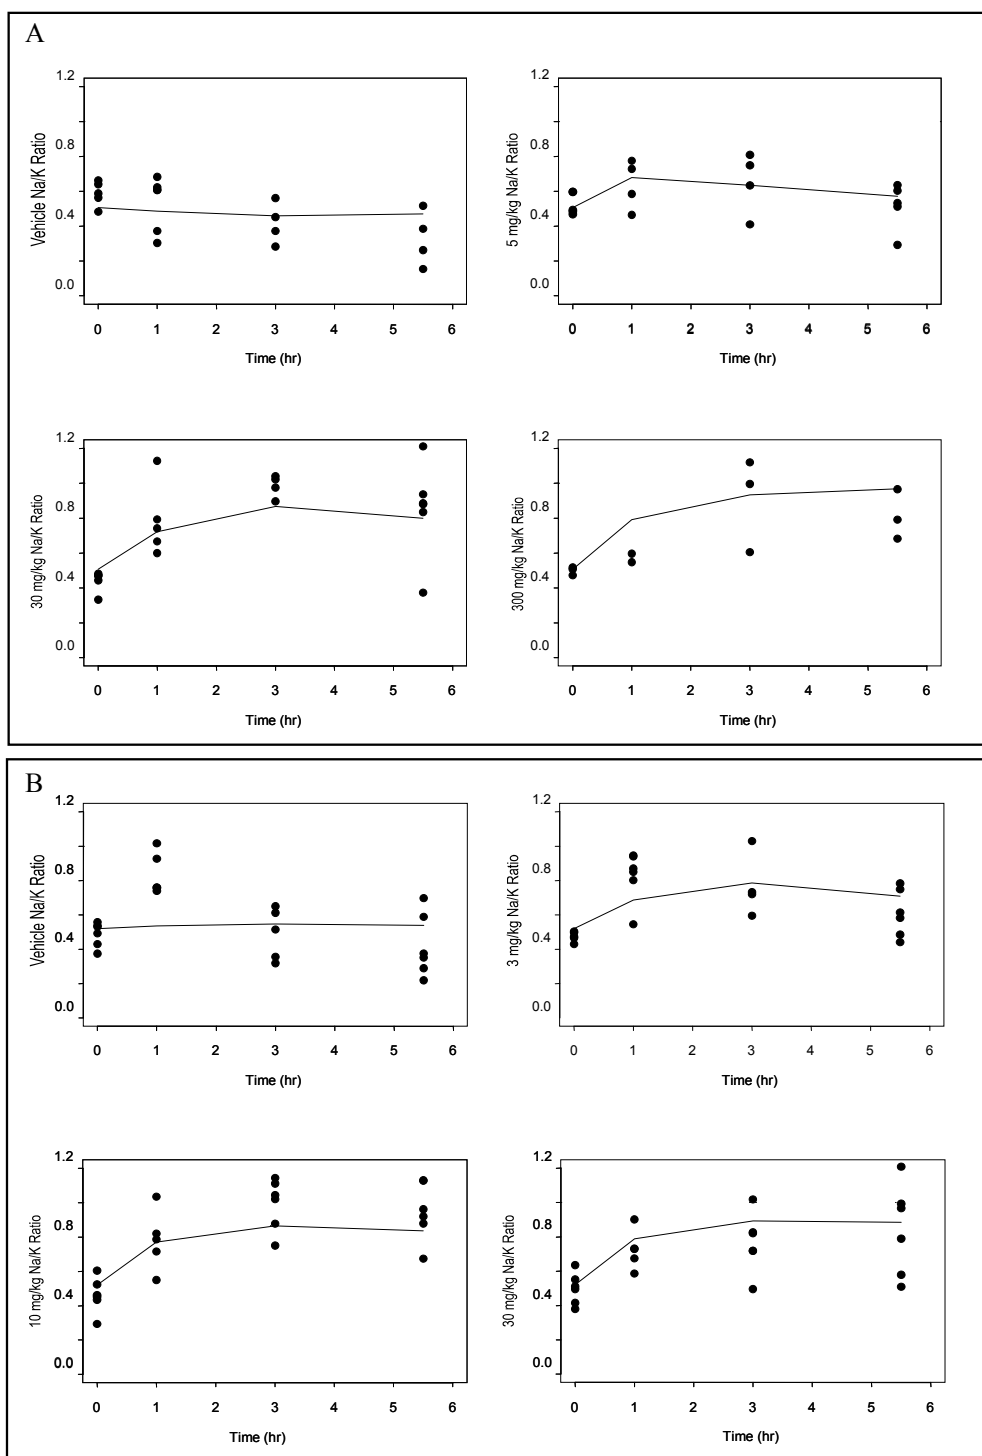 A
1.2
0.8
0.4
0.0
Vehicle Na/K Ratio
0 1 2 3 4 5 6
Time (hr)
1.2
0.8
0.4
0.0
5 mg/kg Na/K Ratio
0 1 2 3 4 5 6
Time (hr)
1.2
0.8
0.4
0.0
30 mg/kg Na/K Ratio
0 1 2 3 4 5 6
Time (hr)
1.2
0.8
0.4
0.0
300 mg/kg Na/K Ratio
0 1 2 3 4 5 6
Time (hr)
B
1.2
0.8
0.4
0.0
Vehicle Na/K Ratio
0 1 2 3 4 5 6
Time (hr)
1.2
0.8
0.4
0.0
3 mg/kg Na/K Ratio
0 1 2 3 4 5 6
Time (hr)
1.2
0.8
0.4
0.0
10 mg/kg Na/K Ratio
0 1 2 3 4 5 6
Time (hr)
1.2
0.8
0.4
0.0
30 mg/kg Na/K Ratio
0 1 2 3 4 5 6
Time (hr)